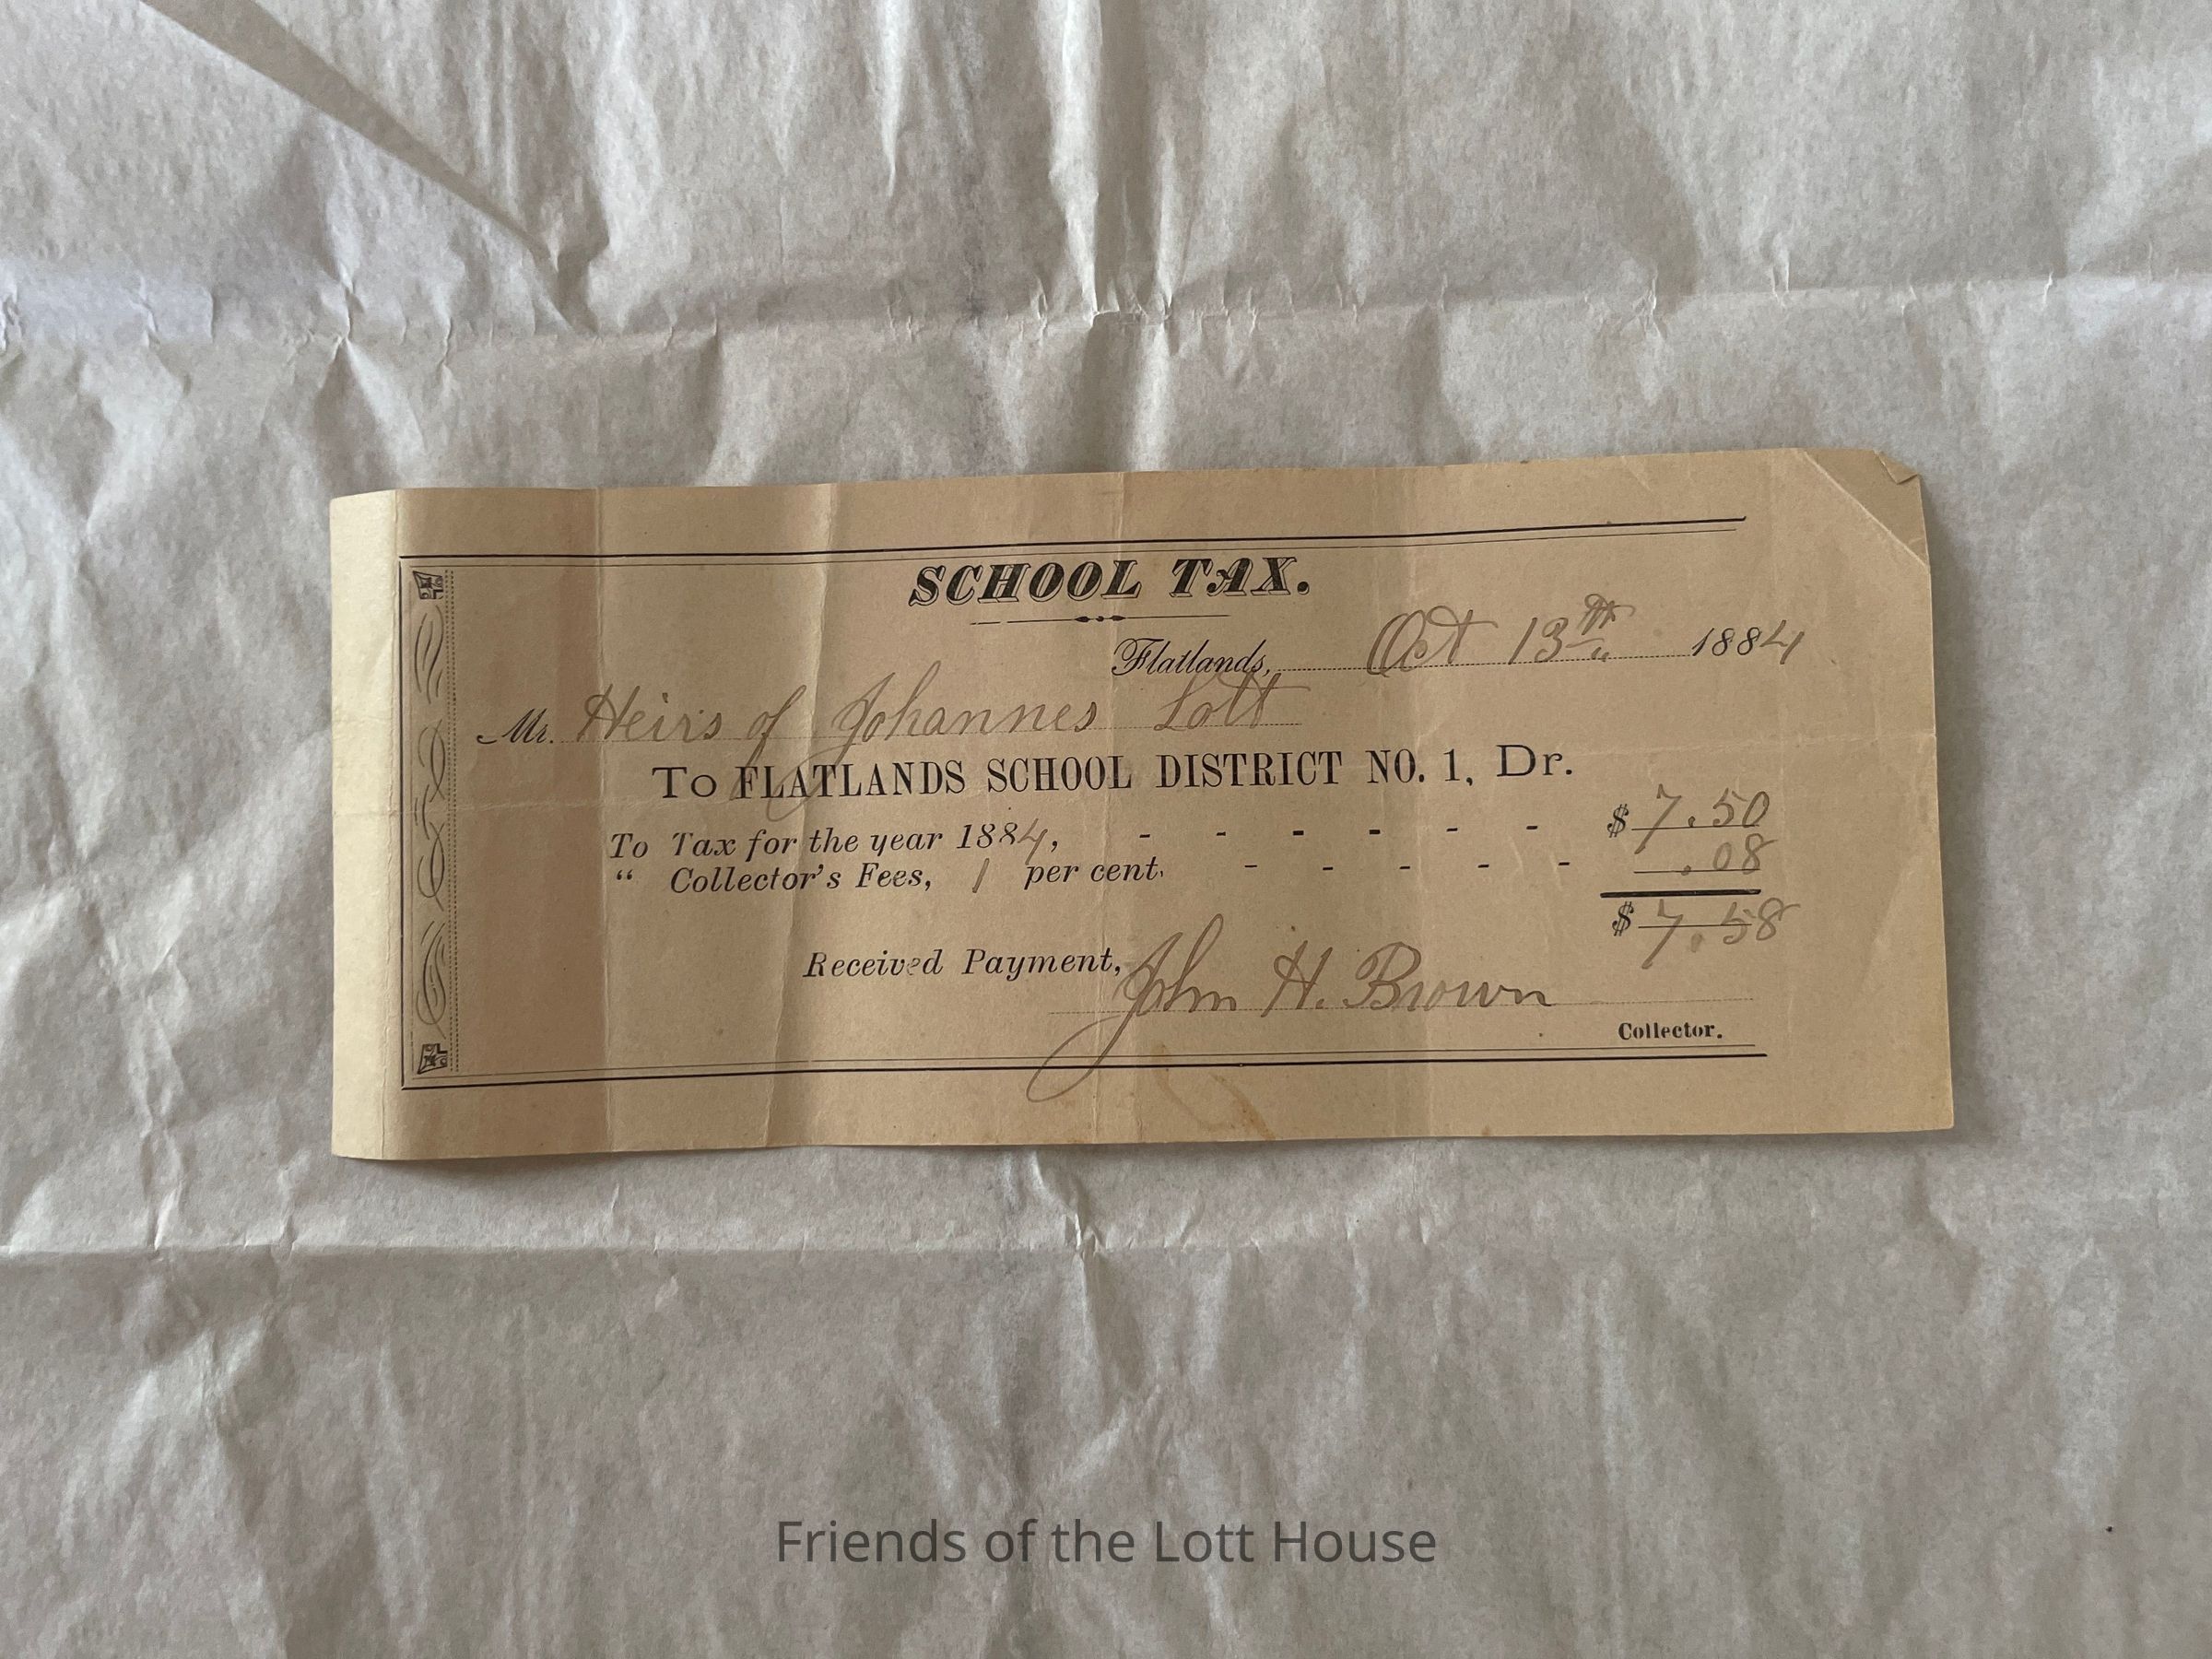 SCHOOL TAX.
Flatlands, Oct 13th 1884
Mr. Heirs of Johannes Lott
To FLATLANDS SCHOOL DISTRICT NO. 1, Dr.
To Tax for the year 1884, - - - - - - $ 7.50
“ Collector's Fees, 1 per cent. - - - - - .08
$ 7.58
Received Payment, John H. Brown
Collector.
Friends of the Lott House